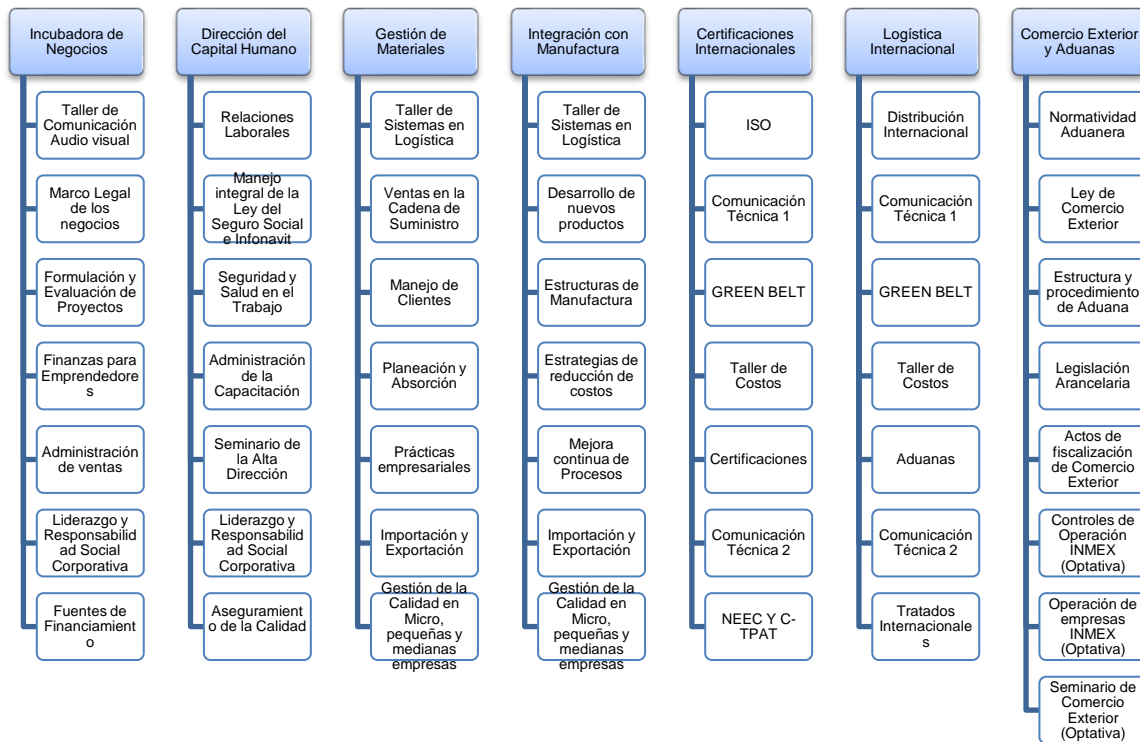 Incubadora de
Negocios
Taller de
Comunicación
Audio visual
Marco Legal
de los
negocios
Formulación y
Evaluación de
Proyectos
Finanzas para
Emprendedore
s
Administración
de ventas
Liderazgo y
Responsabilid
ad Social
Corporativa
Fuentes de
Financiamient
o
Dirección del
Capital Humano
Relaciones
Laborales
Manejo
integral de la
Ley del
Seguro Social
e Infonavit
Seguridad y
Salud en el
Trabajo
Administración
de la
Capacitación
Seminario de
la Alta
Dirección
Liderazgo y
Responsabilid
ad Social
Corporativa
Aseguramient
o de la Calidad
Gestión de
Materiales
Taller de
Sistemas en
Logística
Ventas en la
Cadena de
Suministro
Manejo de
Clientes
Planeación y
Absorción
Prácticas
empresariales
Importación y
Exportación
Gestión de la
Calidad en
Micro,
pequeñas y
medianas
empresas
Integración con
Manufactura
Taller de
Sistemas en
Logística
Desarrollo de
nuevos
productos
Estructuras de
Manufactura
Estrategias de
reducción de
costos
Mejora
continua de
Procesos
Importación y
Exportación
Gestión de la
Calidad en
Micro,
pequeñas y
medianas
empresas
Certificaciones
Internacionales
ISO
Comunicación
Técnica 1
GREEN BELT
Taller de
Costos
Certificaciones
Comunicación
Técnica 2
NEEC Y C-
TPAT
Logística
Internacional
Distribución
Internacional
Comunicación
Técnica 1
GREEN BELT
Taller de
Costos
Aduanas
Comunicación
Técnica 2
Tratados
Internacionale
s
Comercio Exterior
y Aduanas
Normatividad
Aduanera
Ley de
Comercio
Exterior
Estructura y
procedimiento
de Aduana
Legislación
Arancelaria
Actos de
fiscalización
de Comercio
Exterior
Controles de
Operación
INMEX
(Optativa)
Operación de
empresas
INMEX
(Optativa)
Seminario de
Comercio
Exterior
(Optativa)